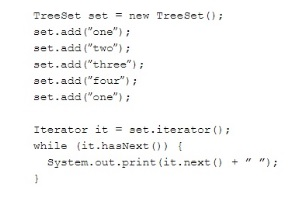 TreeSet set = new TreeSet();
set.add("one");
set.add("two");
set.add("three");
set.add("four");
set.add("one");

Iterator it = set.iterator();
while (it.hasNext()) {
  System.out.print(it.next() + " ");
}